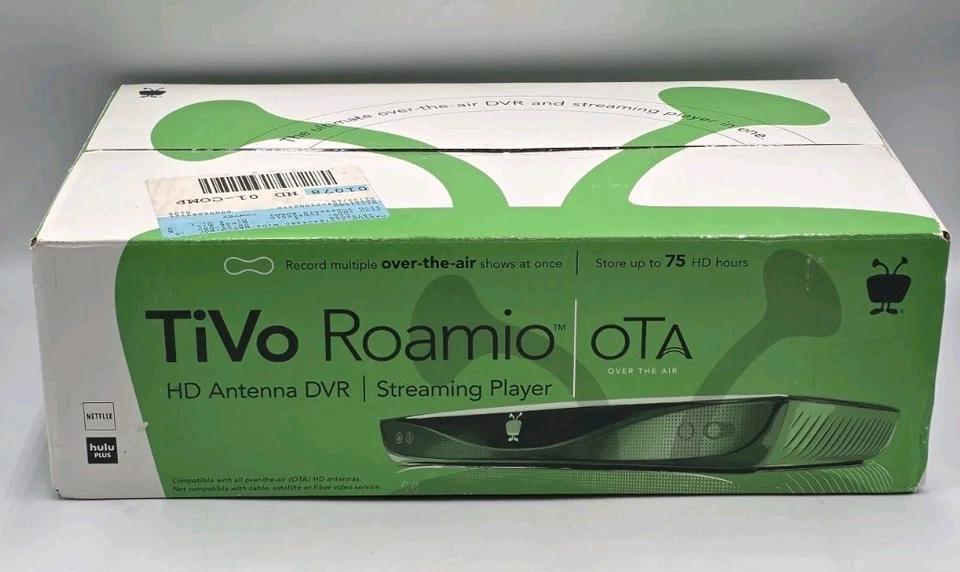 The ultimate over-the-air DVR and streaming player in one.
01078
HD 01-COMP
Record multiple over-the-air shows at once | Store up to 75 HD hours
TiVo Roamio™ | OTA
OVER THE AIR
HD Antenna DVR | Streaming Player
NETFLIX
hulu
PLUS
Compatible with all over-the-air (OTA) HD antennas.
Not compatible with cable, satellite or fiber video service.